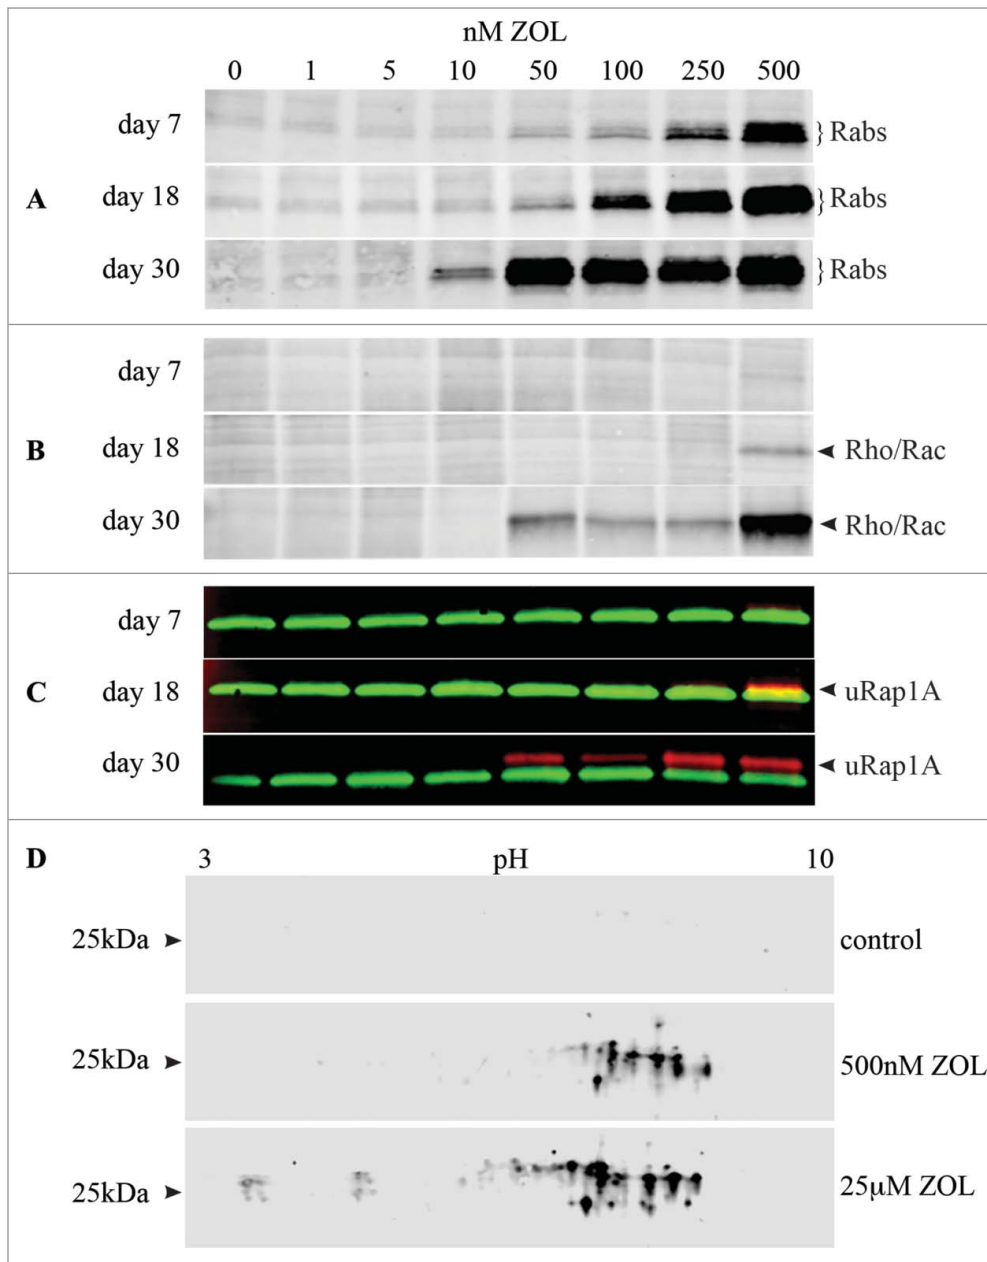 nM ZOL
0 1 5 10 50 100 250 500
day 7 } Rabs
A day 18 } Rabs
day 30 } Rabs
day 7
B day 18 Rho/Rac
day 30 Rho/Rac
day 7
C day 18 uRap1A
day 30 uRap1A
D 3 pH 10
25kDa control
25kDa 500nM ZOL
25kDa 25μM ZOL